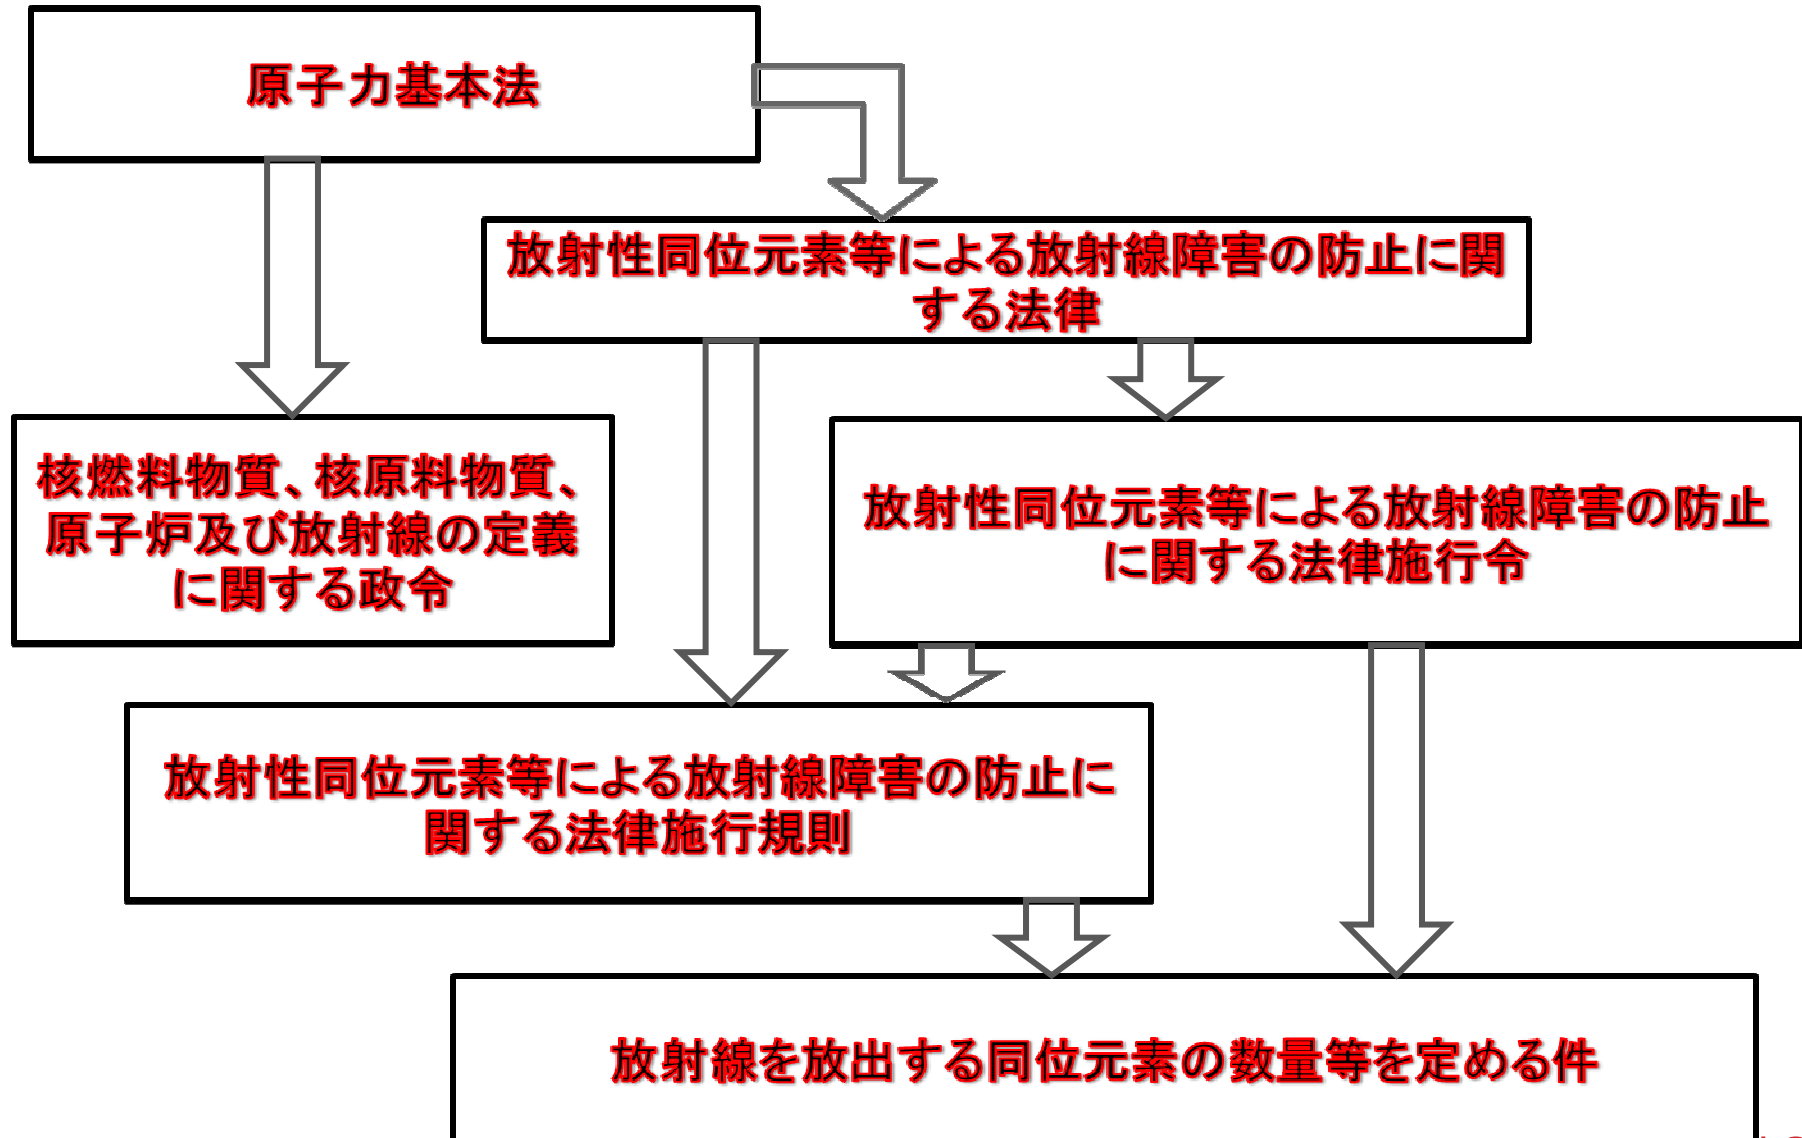 原子力基本法
放射性同位元素等による放射線障害の防止に関
する法律
核燃料物質、核原料物質、
原子炉及び放射線の定義
に関する政令
放射性同位元素等による放射線障害の防止
に関する法律施行令
放射性同位元素等による放射線障害の防止に
関する法律施行規則
放射線を放出する同位元素の数量等を定める件